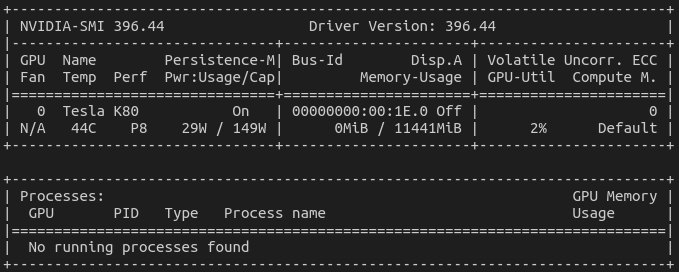 +-----------------------------------------------------------------------------+
| NVIDIA-SMI 396.44                 Driver Version: 396.44                    |
|-------------------------------+----------------------+----------------------+
| GPU  Name        Persistence-M| Bus-Id        Disp.A | Volatile Uncorr. ECC |
| Fan  Temp  Perf  Pwr:Usage/Cap|         Memory-Usage | GPU-Util  Compute M. |
|===============================+======================+======================|
|   0  Tesla K80           On   | 00000000:00:1E.0 Off |                    0 |
| N/A   44C    P8    29W / 149W |      0MiB / 11441MiB |      2%      Default |
+-------------------------------+----------------------+----------------------+

+-----------------------------------------------------------------------------+
| Processes:                                                       GPU Memory |
|  GPU       PID   Type   Process name                             Usage      |
|=============================================================================|
|  No running processes found                                                 |
+-----------------------------------------------------------------------------+